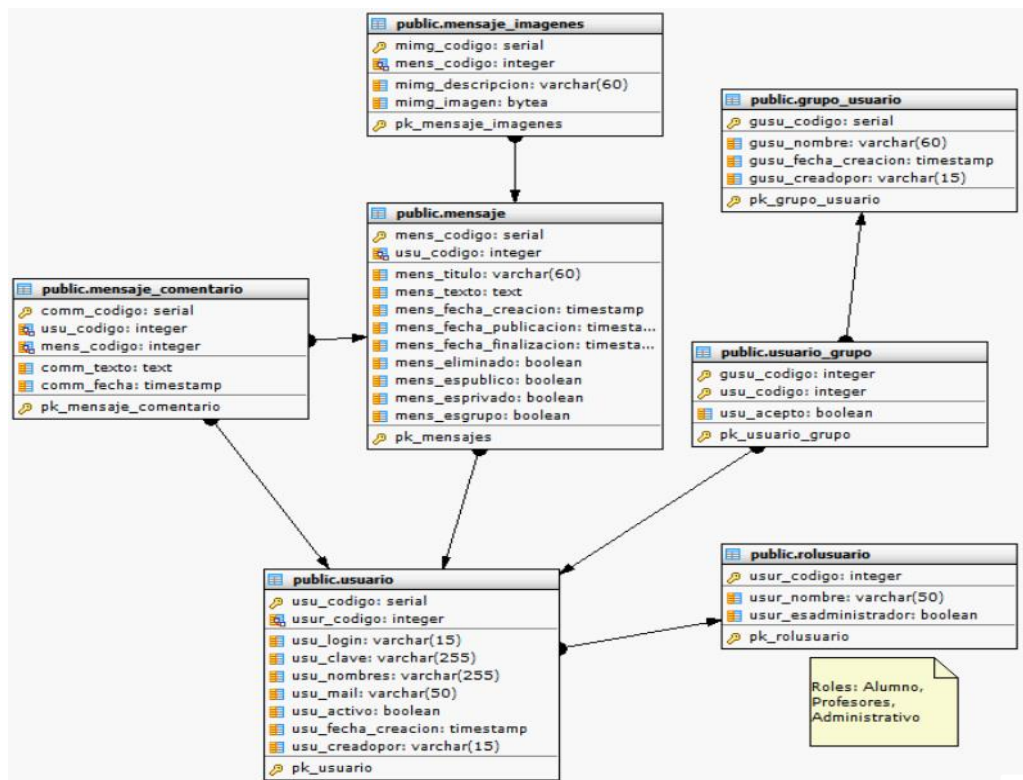 public.mensaje_imagenes
mimg_codigo: serial
mens_codigo: integer
mimg_descripcion: varchar(60)
mimg_imagen: bytea
pk_mensaje_imagenes
public.grupo_usuario
gusu_codigo: serial
gusu_nombre: varchar(60)
gusu_fecha_creacion: timestamp
gusu_creadopor: varchar(15)
pk_grupo_usuario
public.mensaje
mens_codigo: serial
usu_codigo: integer
mens_titulo: varchar(60)
mens_texto: text
mens_fecha_creacion: timestamp
mens_fecha_publicacion: timesta...
mens_fecha_finalizacion: timesta...
mens_eliminado: boolean
mens_espublico: boolean
mens_esprivado: boolean
mens_esgrupo: boolean
pk_mensajes
public.mensaje_comentario
comm_codigo: serial
usu_codigo: integer
mens_codigo: integer
comm_texto: text
comm_fecha: timestamp
pk_mensaje_comentario
public.usuario_grupo
gusu_codigo: integer
usu_codigo: integer
usu_acepto: boolean
pk_usuario_grupo
public.usuario
usu_codigo: serial
usur_codigo: integer
usu_login: varchar(15)
usu_clave: varchar(255)
usu_nombres: varchar(255)
usu_mail: varchar(50)
usu_activo: boolean
usu_fecha_creacion: timestamp
usu_creadopor: varchar(15)
pk_usuario
public.rolusuario
usur_codigo: integer
usur_nombre: varchar(50)
usur_esadministrador: boolean
pk_rolusuario
Roles: Alumno,
Profesores,
Administrativo